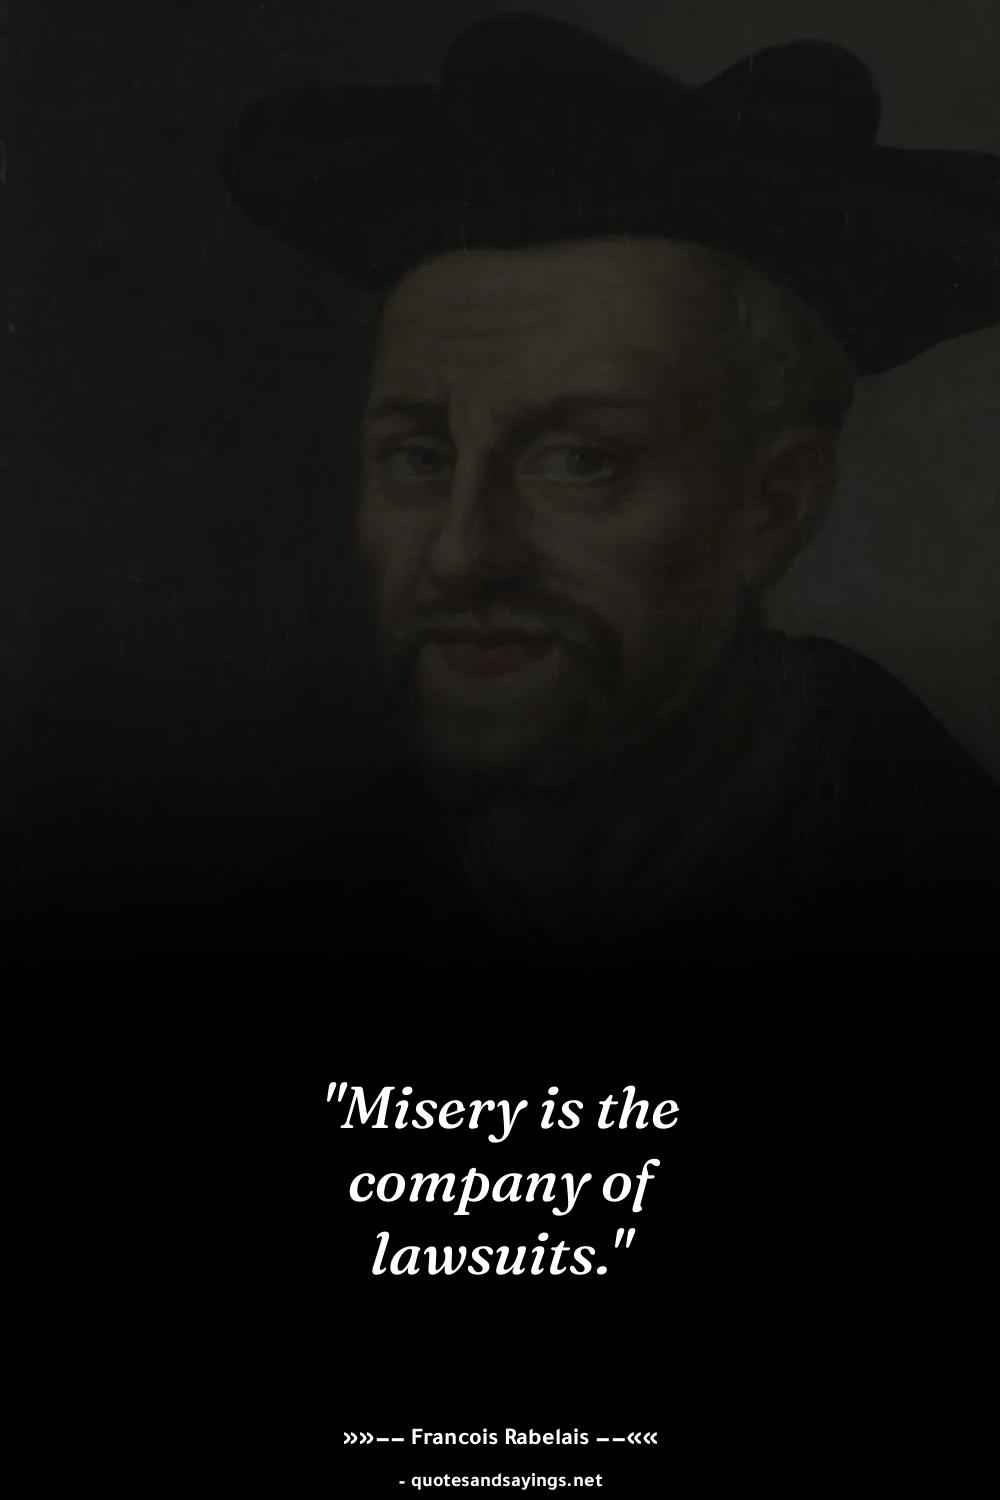 "Misery is the
company of
lawsuits."
»»–– Francois Rabelais ––««
- quotesandsayings.net